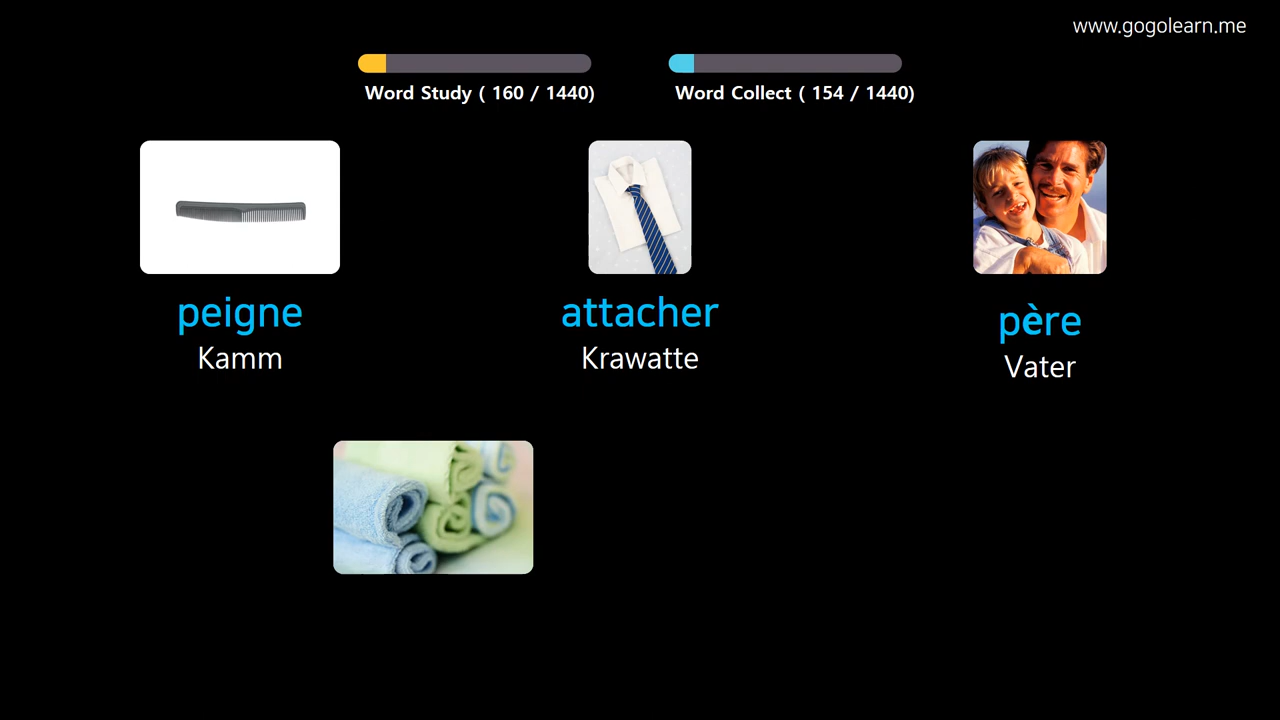 www.gogolearn.me
Word Study ( 160 / 1440)
Word Collect ( 154 / 1440)
peigne
Kamm
attacher
Krawatte
père
Vater